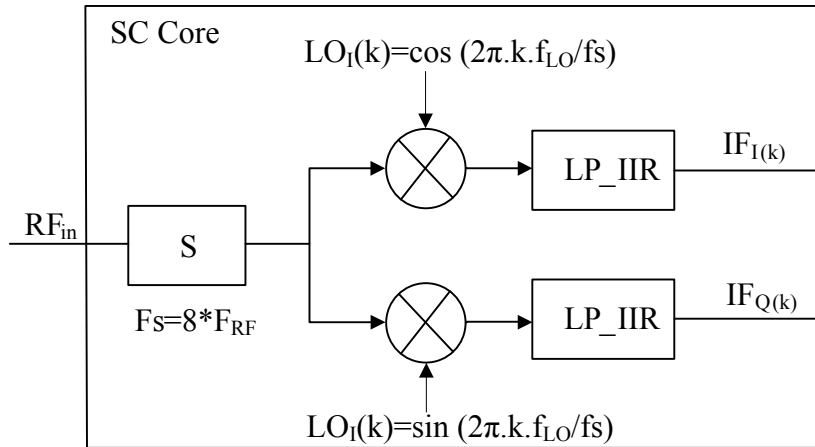 SC Core
LO_I(k)=cos (2π.k.f_LO/fs)
LP_IIR
IF_I(k)
RF_in
S
Fs=8*F_RF
LP_IIR
IF_Q(k)
LO_I(k)=sin (2π.k.f_LO/fs)